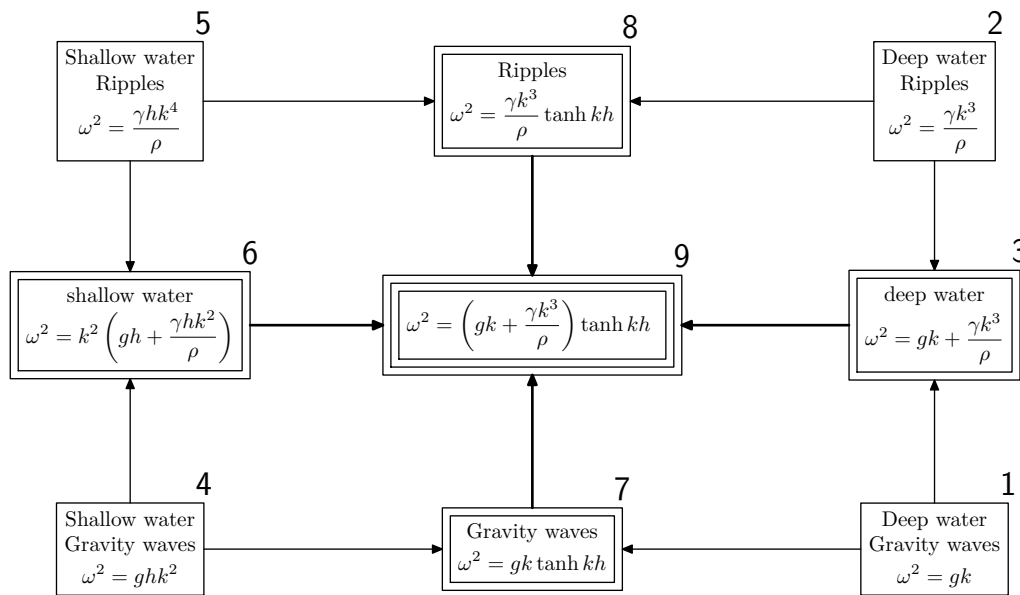 5
Shallow water
Ripples
ω² = γhk⁴/ρ
8
Ripples
ω² = γk³/ρ tanh kh
2
Deep water
Ripples
ω² = γk³/ρ
6
shallow water
ω² = k² (gh + γhk²/ρ)
9
ω² = (gk + γk³/ρ) tanh kh
3
deep water
ω² = gk + γk³/ρ
4
Shallow water
Gravity waves
ω² = ghk²
7
Gravity waves
ω² = gk tanh kh
1
Deep water
Gravity waves
ω² = gk